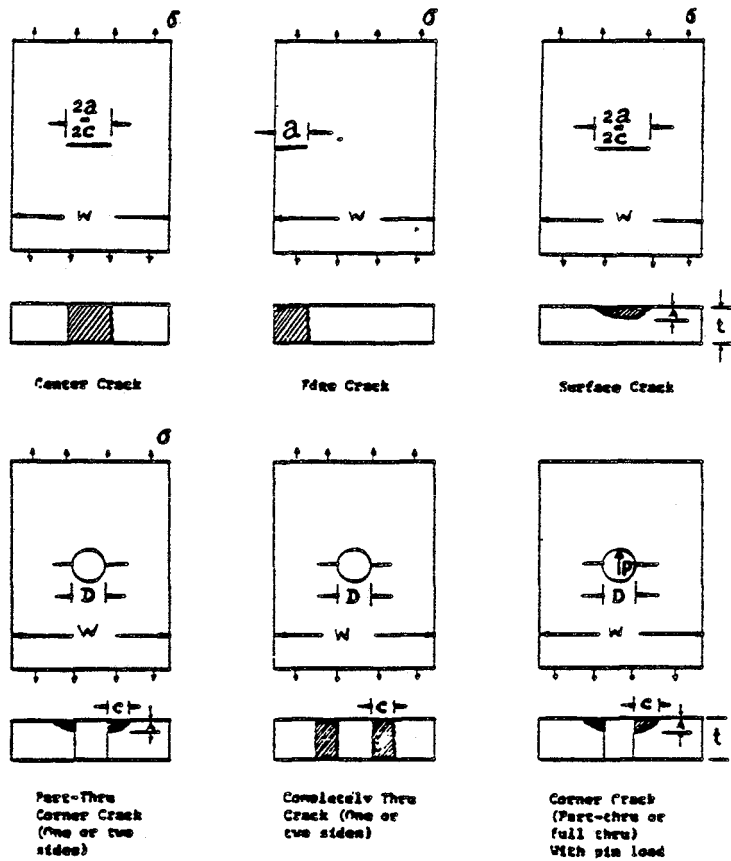 σ
σ
σ
2a
=
2c
a
2a
=
2c
W
W
W
a
t
Center Crack
Edge Crack
Surface Crack
σ
P
D
D
D
W
W
W
c
c
c
a
a
t
Part-Thru
Corner Crack
(One or two
sides)
Completely Thru
Crack (One or
two sides)
Corner Crack
(Part-thru or
full thru)
With pin load